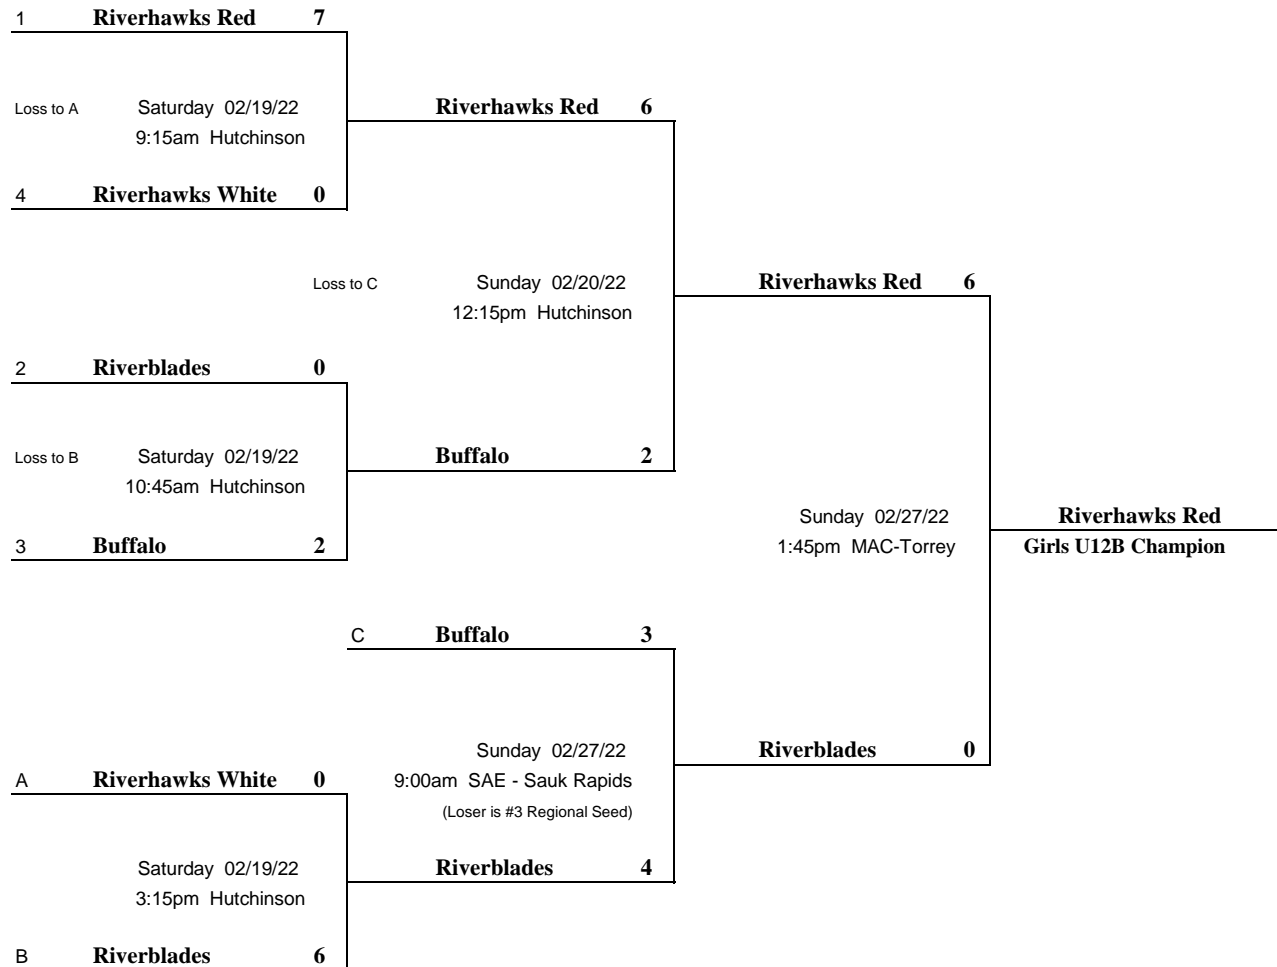 1 Riverhawks Red 7
Loss to A Saturday 02/19/22 Riverhawks Red 6
9:15am Hutchinson
4 Riverhawks White 0
Loss to C Sunday 02/20/22 Riverhawks Red 6
12:15pm Hutchinson
2 Riverblades 0
Loss to B Saturday 02/19/22 Buffalo 2
10:45am Hutchinson
Sunday 02/27/22 Riverhawks Red
3 Buffalo 2 1:45pm MAC-Torrey Girls U12B Champion
C Buffalo 3
Sunday 02/27/22 Riverblades 0
A Riverhawks White 0 9:00am SAE - Sauk Rapids
(Loser is #3 Regional Seed)
Saturday 02/19/22 Riverblades 4
3:15pm Hutchinson
B Riverblades 6